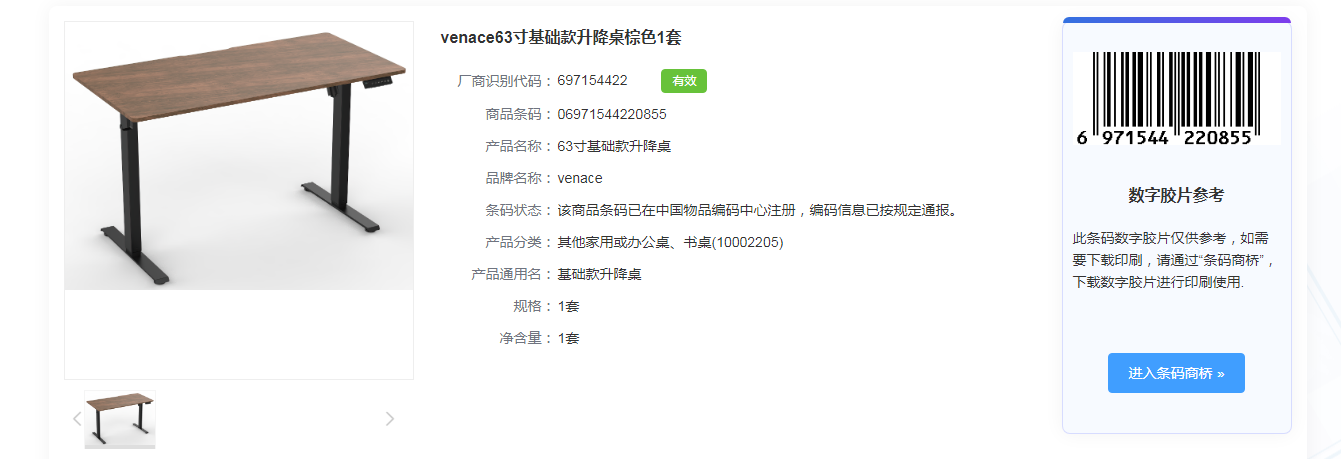 venace63寸基础款升降桌棕色1套
厂商识别代码： 697154422 有效
商品条码： 06971544220855
产品名称： 63寸基础款升降桌
品牌名称： venace
条码状态： 该商品条码已在中国物品编码中心注册，编码信息已按规定通报。
产品分类： 其他家用或办公桌、书桌(10002205)
产品通用名： 基础款升降桌
规格： 1套
净含量： 1套
6 971544 220855
数字胶片参考
此条码数字胶片仅供参考，如需
要下载印刷，请通过“条码商桥”，
下载数字胶片进行印刷使用.
进入条码商桥 »